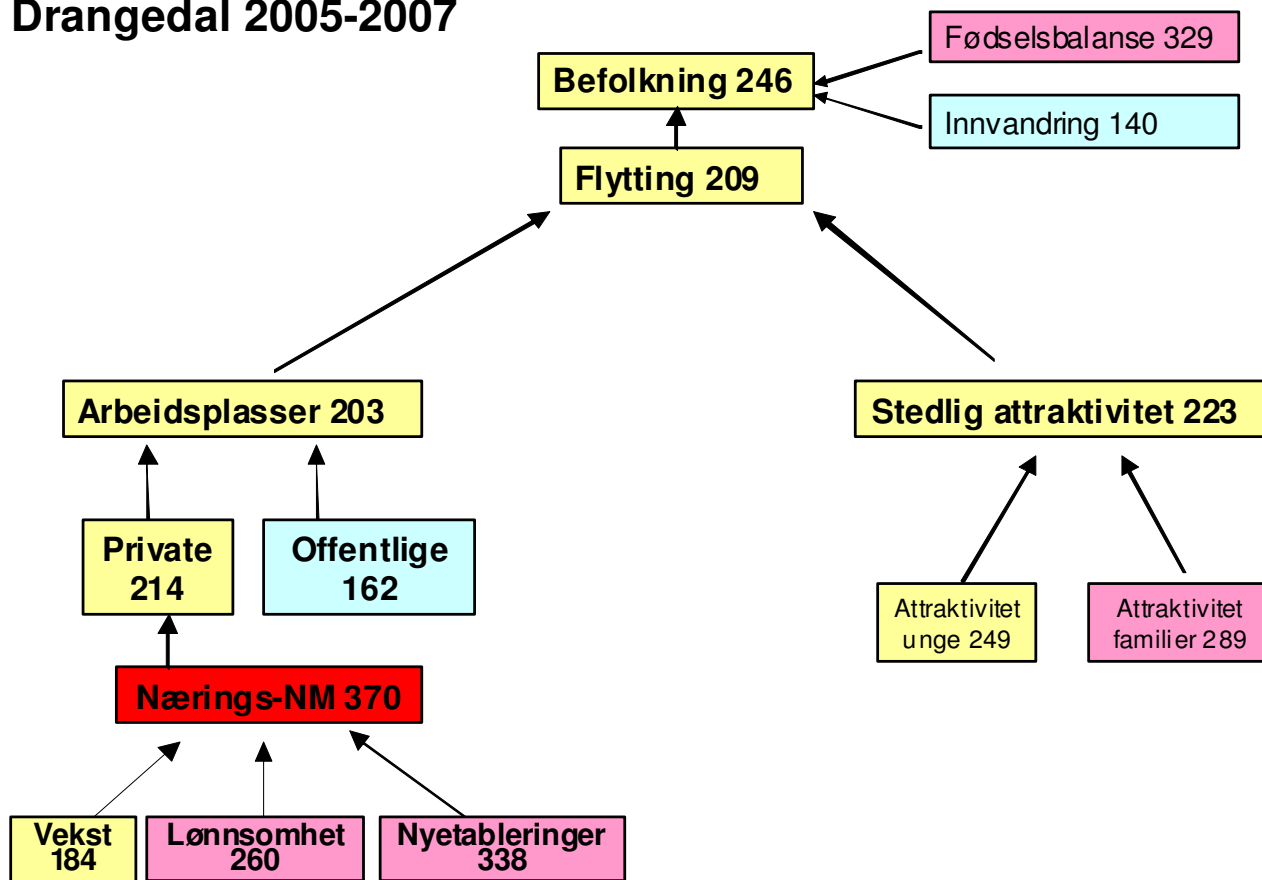 Drangedal 2005-2007
Fødselsbalanse 329
Befolkning 246
Innvandring 140
Flytting 209
Arbeidsplasser 203
Stedlig attraktivitet 223
Private
214
Offentlige
162
Attraktivitet
unge 249
Attraktivitet
familier 289
Nærings-NM 370
Vekst
184
Lønnsomhet
260
Nyetableringer
338